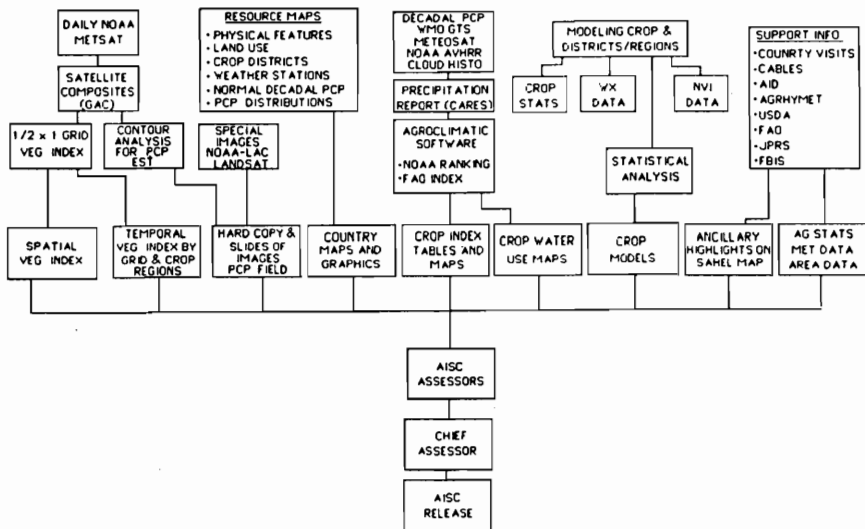 DAILY NOAA
METSAT
SATELLITE
COMPOSITES
(GAC)
1/2 x 1 GRID
VEG INDEX
CONTOUR
ANALYSIS
FOR PCP
EST
SPATIAL
VEG INDEX
TEMPORAL
VEG INDEX BY
GRID & CROP
REGIONS
RESOURCE MAPS
• PHYSICAL FEATURES
• LAND USE
• CROP DISTRICTS
• WEATHER STATIONS
• NORMAL DECADAL PCP
• PCP DISTRIBUTIONS
SPECIAL
IMAGES
NOAA-LAC
LANDSAT
HARD COPY &
SLIDES OF
IMAGES
PCP FIELD
COUNTRY
MAPS AND
GRAPHICS
DECADAL PCP
WMO GTS
METEOSAT
NOAA AVHRR
CLOUD HISTO
PRECIPITATION
REPORT (CARES)
AGROCLIMATIC
SOFTWARE
• NOAA RANKING
• FAO INDEX
CROP INDEX
TABLES AND
MAPS
CROP WATER
USE MAPS
MODELING CROP &
DISTRICTS/REGIONS
CROP
STATS
WX
DATA
NVI
DATA
STATISTICAL
ANALYSIS
CROP
MODELS
SUPPORT INFO
• COUNRTY VISITS
• CABLES
• AID
• AGRHYMET
• USDA
• FAO
• JPRS
• FBIS
ANCILLARY
HIGHLIGHTS ON
SAHEL MAP
AG STATS
MET DATA
AREA DATA
AISC
ASSESSORS
CHIEF
ASSESSOR
AISC
RELEASE